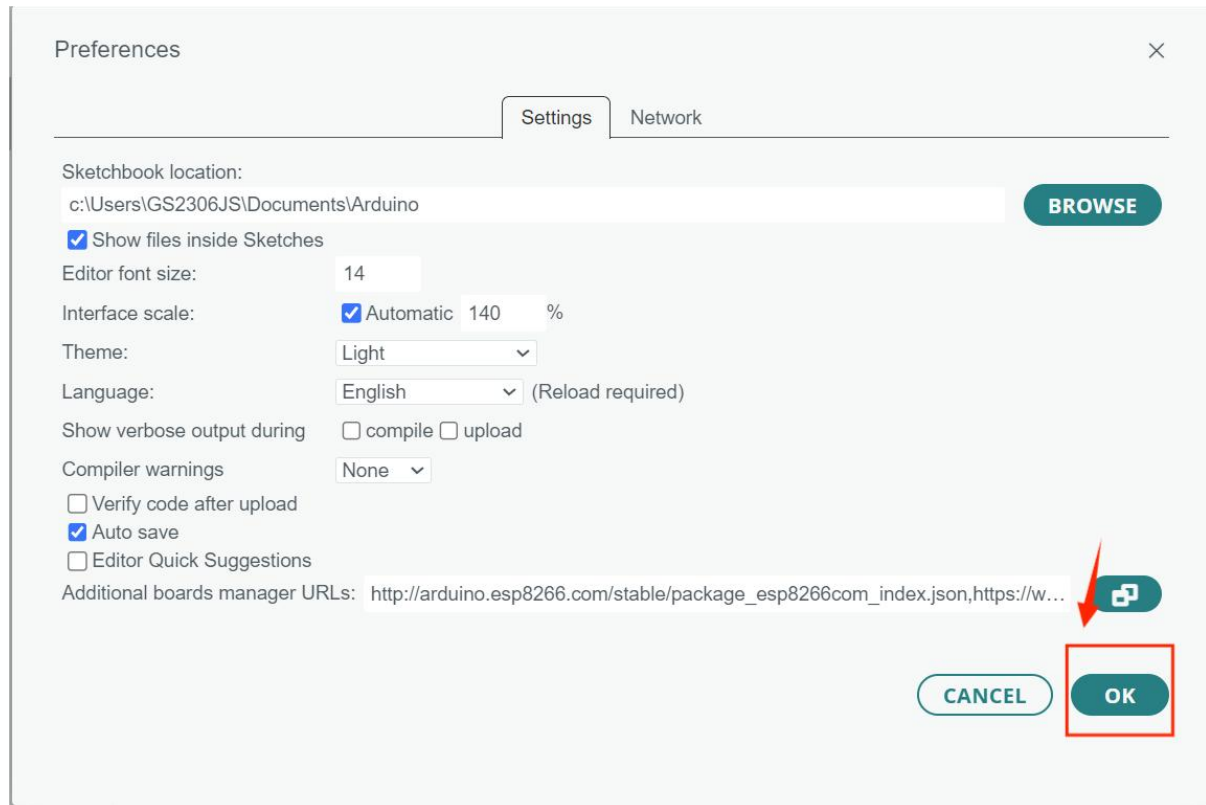 Preferences
Settings Network
Sketchbook location:
c:\Users\GS2306JS\Documents\Arduino
BROWSE
Show files inside Sketches
Editor font size: 14
Interface scale: Automatic 140 %
Theme: Light
Language: English (Reload required)
Show verbose output during compile upload
Compiler warnings None
Verify code after upload
Auto save
Editor Quick Suggestions
Additional boards manager URLs: http://arduino.esp8266.com/stable/package_esp8266com_index.json,https://w...
CANCEL OK